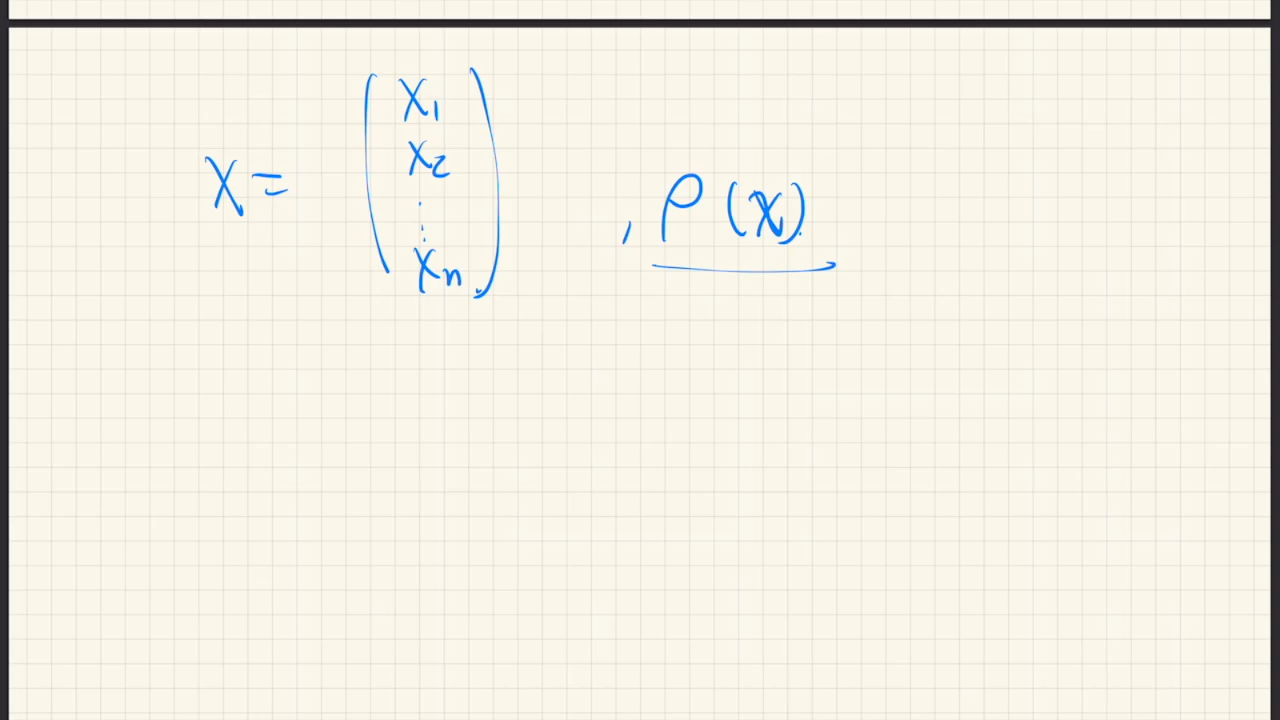 X = ( x1
x2
⋮
xn ) , P(x)